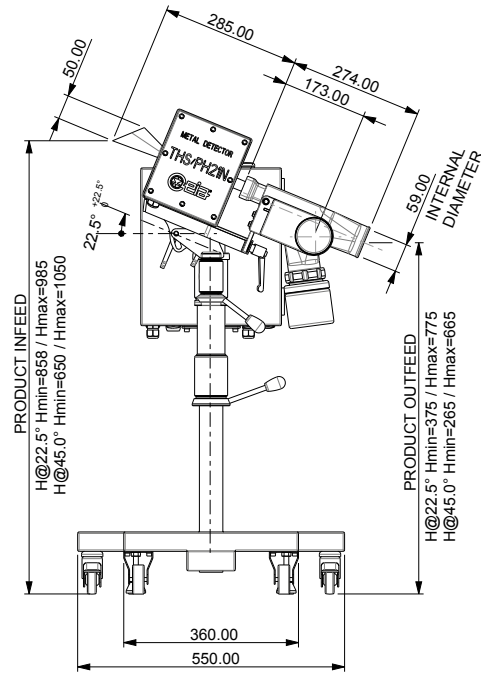 285.00
274.00
173.00
50.00
METAL DETECTOR
THS/PH21N
Ceia
59.00
INTERNAL
DIAMETER
+22.5°
22.5°
PRODUCT INFEED
H@22.5° Hmin=858 / Hmax=985
H@45.0° Hmin=650 / Hmax=1050
PRODUCT OUTFEED
H@22.5° Hmin=375 / Hmax=775
H@45.0° Hmin=265 / Hmax=665
360.00
550.00